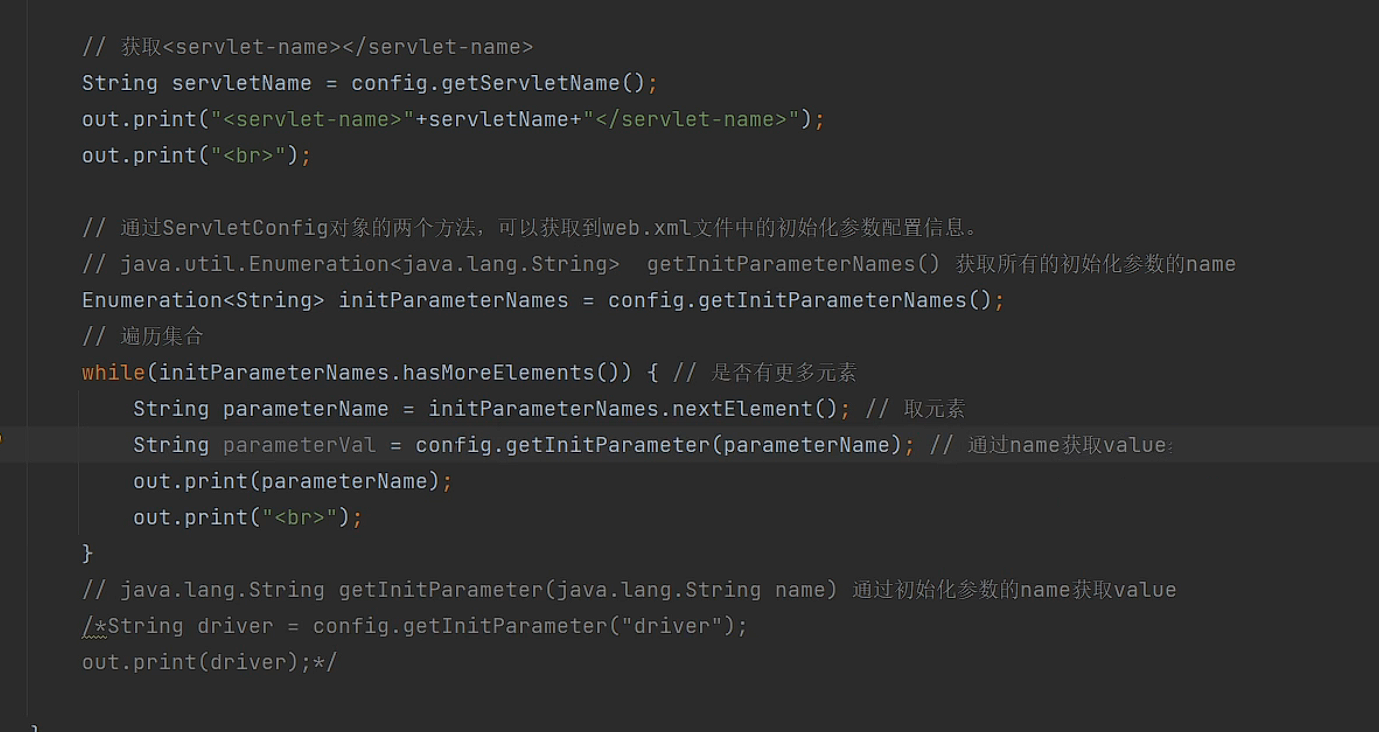 // 获取<servlet-name></servlet-name>
String servletName = config.getServletName();
out.print("<servlet-name>"+servletName+"</servlet-name>");
out.print("<br>");
// 通过ServletConfig对象的两个方法，可以获取到web.xml文件中的初始化参数配置信息。
// java.util.Enumeration<java.lang.String>  getInitParameterNames() 获取所有的初始化参数的name
Enumeration<String> initParameterNames = config.getInitParameterNames();
// 遍历集合
while(initParameterNames.hasMoreElements()) { // 是否有更多元素
String parameterName = initParameterNames.nextElement(); // 取元素
String parameterVal = config.getInitParameter(parameterName); // 通过name获取value
out.print(parameterName);
out.print("<br>");
}
// java.lang.String getInitParameter(java.lang.String name) 通过初始化参数的name获取value
/*String driver = config.getInitParameter("driver");
out.print(driver);*/